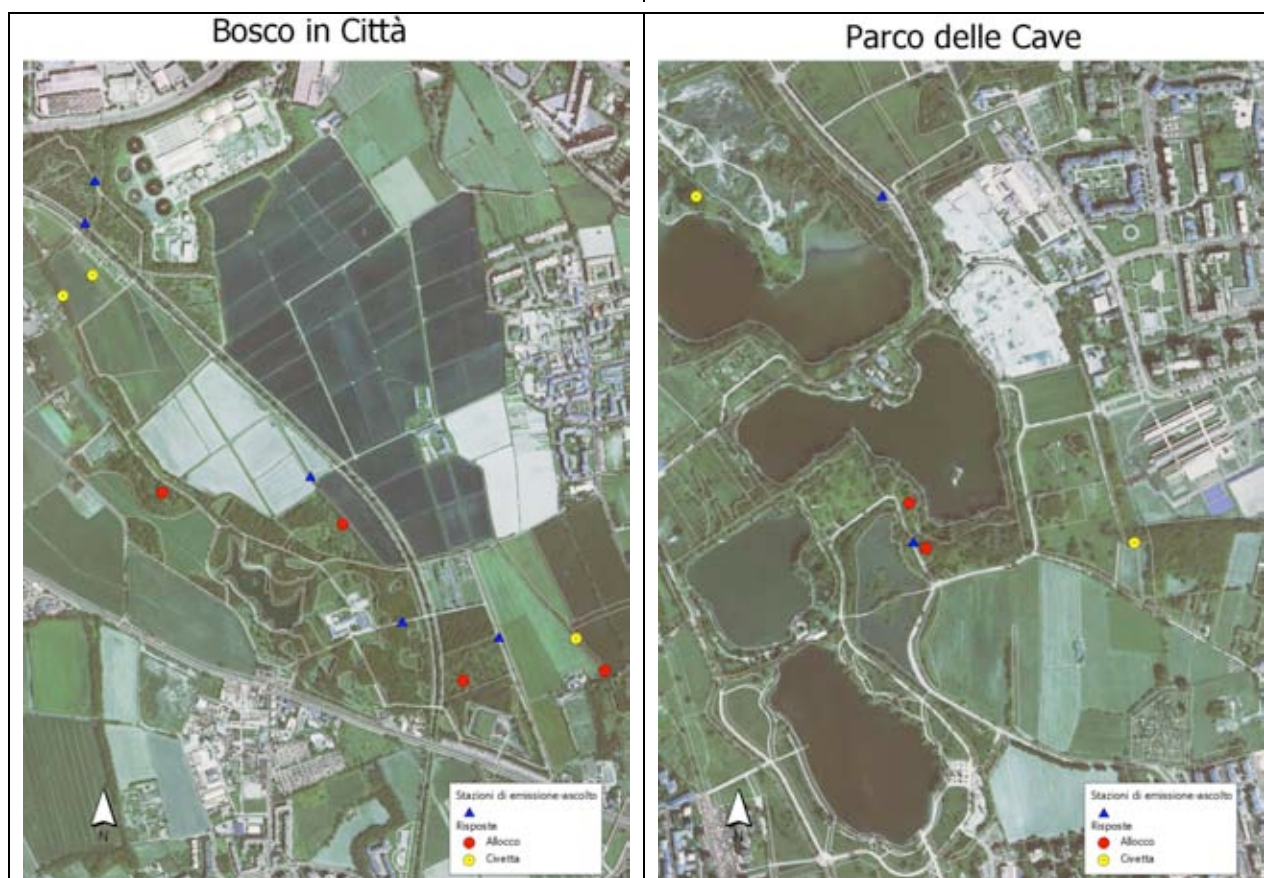 Bosco in Città
Stazioni di emissione-ascolto
Risposte
Allocco
Civetta
N
Parco delle Cave
Stazioni di emissione-ascolto
Risposte
Allocco
Civetta
N